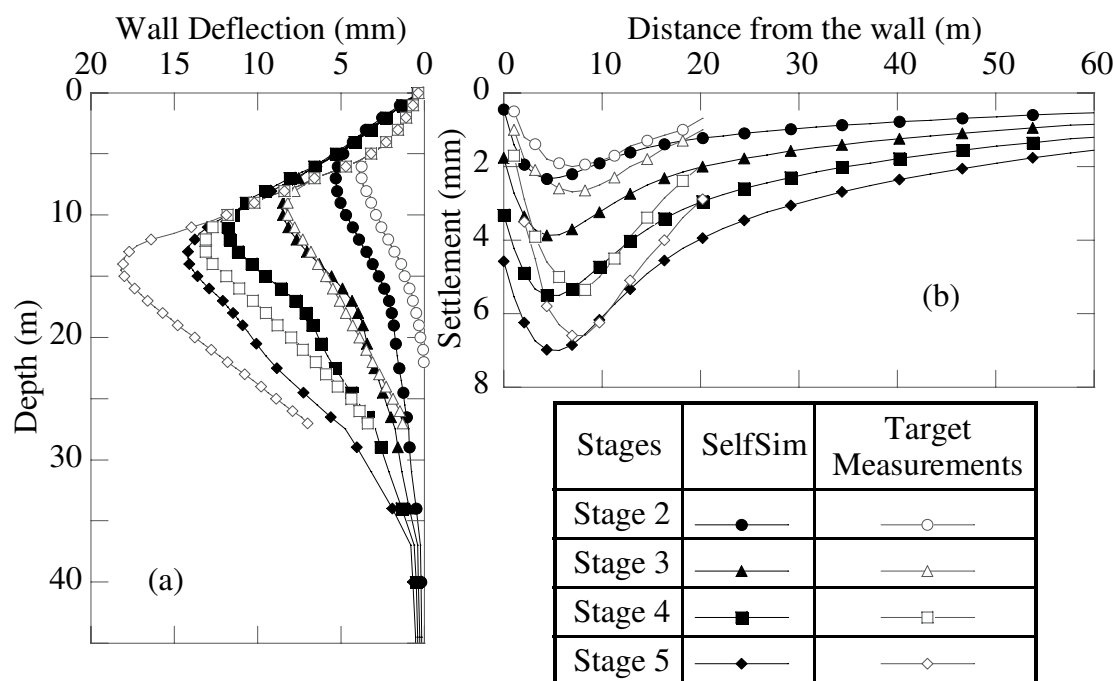 Wall Deflection (mm)
20 15 10 5 0
0
10
20
30
40
Depth (m)
(a)
Distance from the wall (m)
0 10 20 30 40 50 60
0
2
4
6
8
Settlement (mm)
(b)
Stages SelfSim Target Measurements
Stage 2
Stage 3
Stage 4
Stage 5